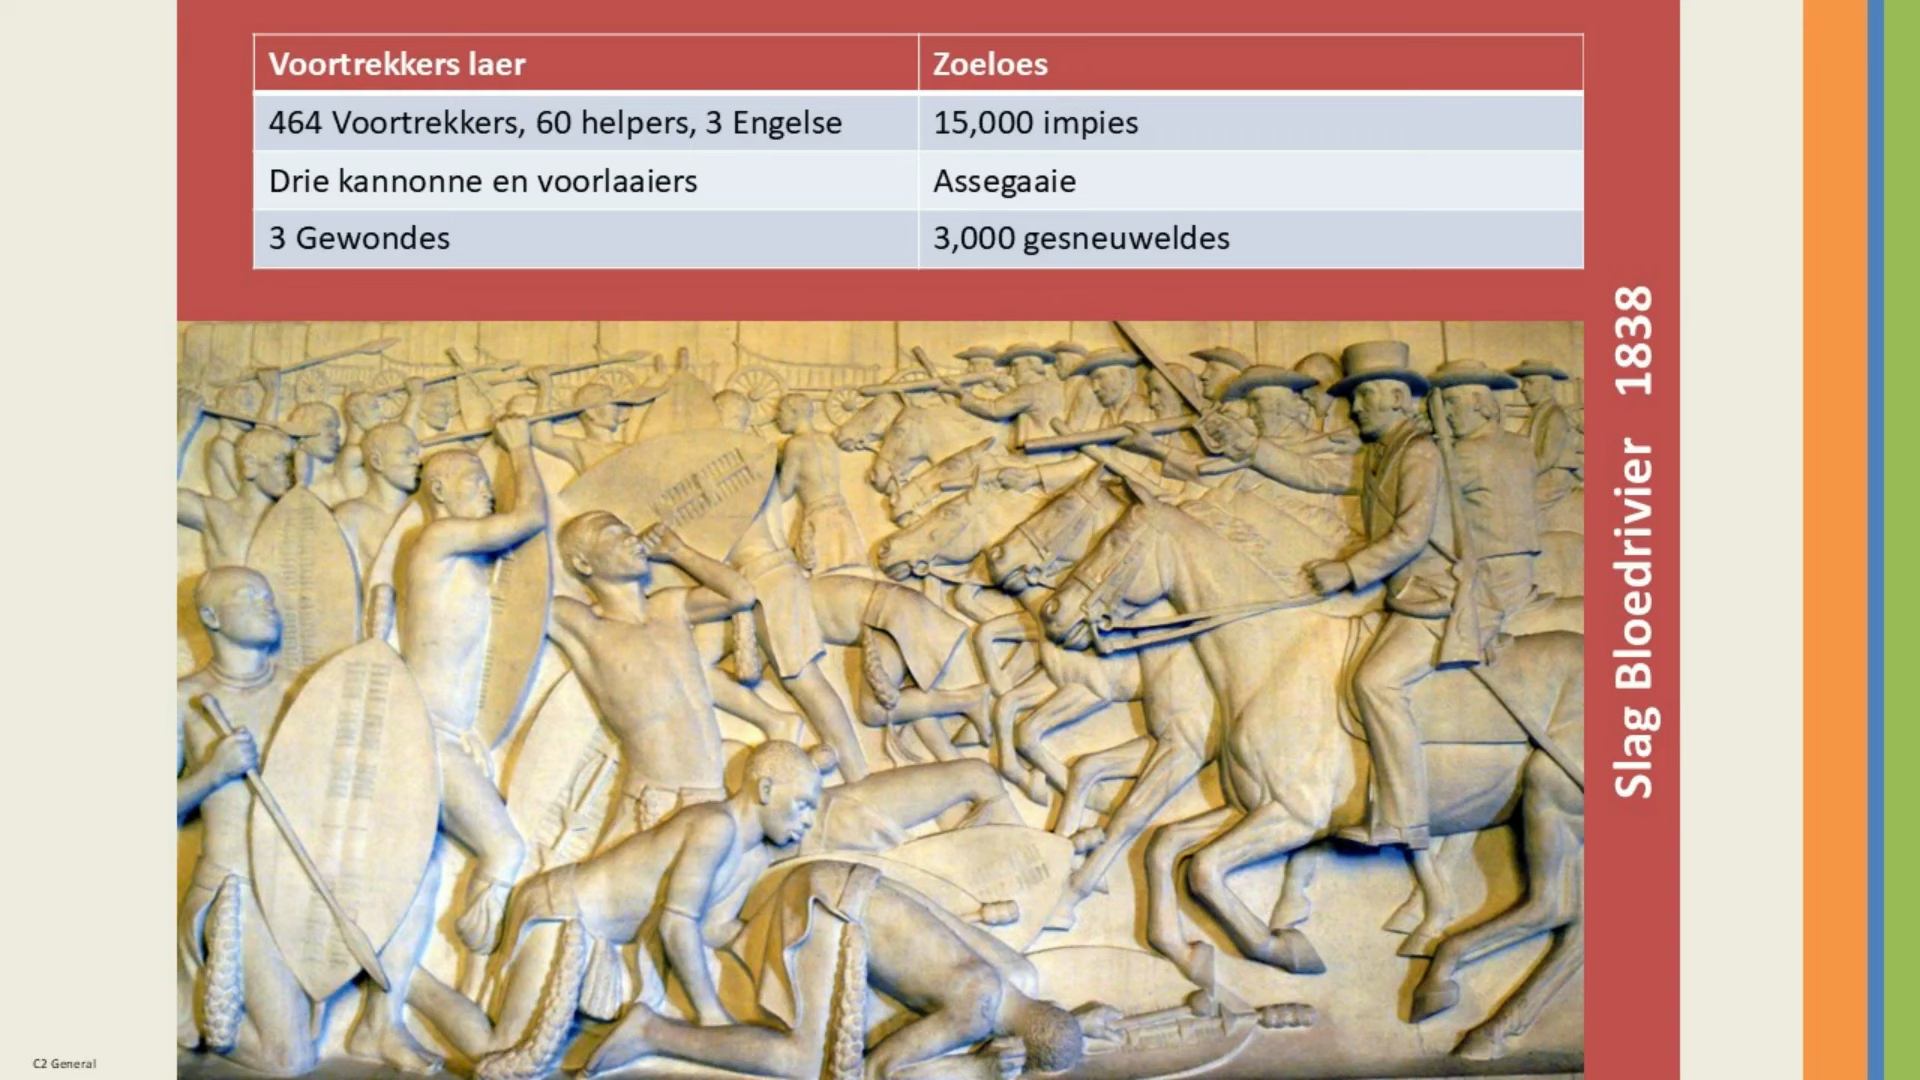 Voortrekkers laer
Zoeloes
464 Voortrekkers, 60 helpers, 3 Engelse
15,000 impies
Drie kannonne en voorlaaiers
Assegaaie
3 Gewondes
3,000 gesneuweldes
Slag Bloedrivier 1838
C2 General